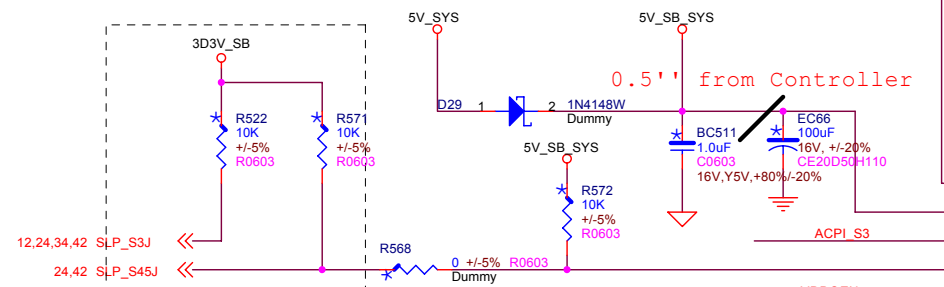 5V_SYS
5V_SB_SYS
3D3V_SB
0.5'' from Controller
D29 1 2 1N4148W
Dummy
R522
10K
+/-5%
R0603
R571
10K
+/-5%
R0603
BC511
1.0uF
C0603
16V,Y5V,+80%/-20%
EC66
100uF
16V, +/-20%
CE20D50H110
5V_SB_SYS
R572
10K
+/-5%
R0603
12,24,34,42 SLP_S3J
ACPI_S3
24,42 SLP_S45J
R568
0 +/-5% R0603
Dummy